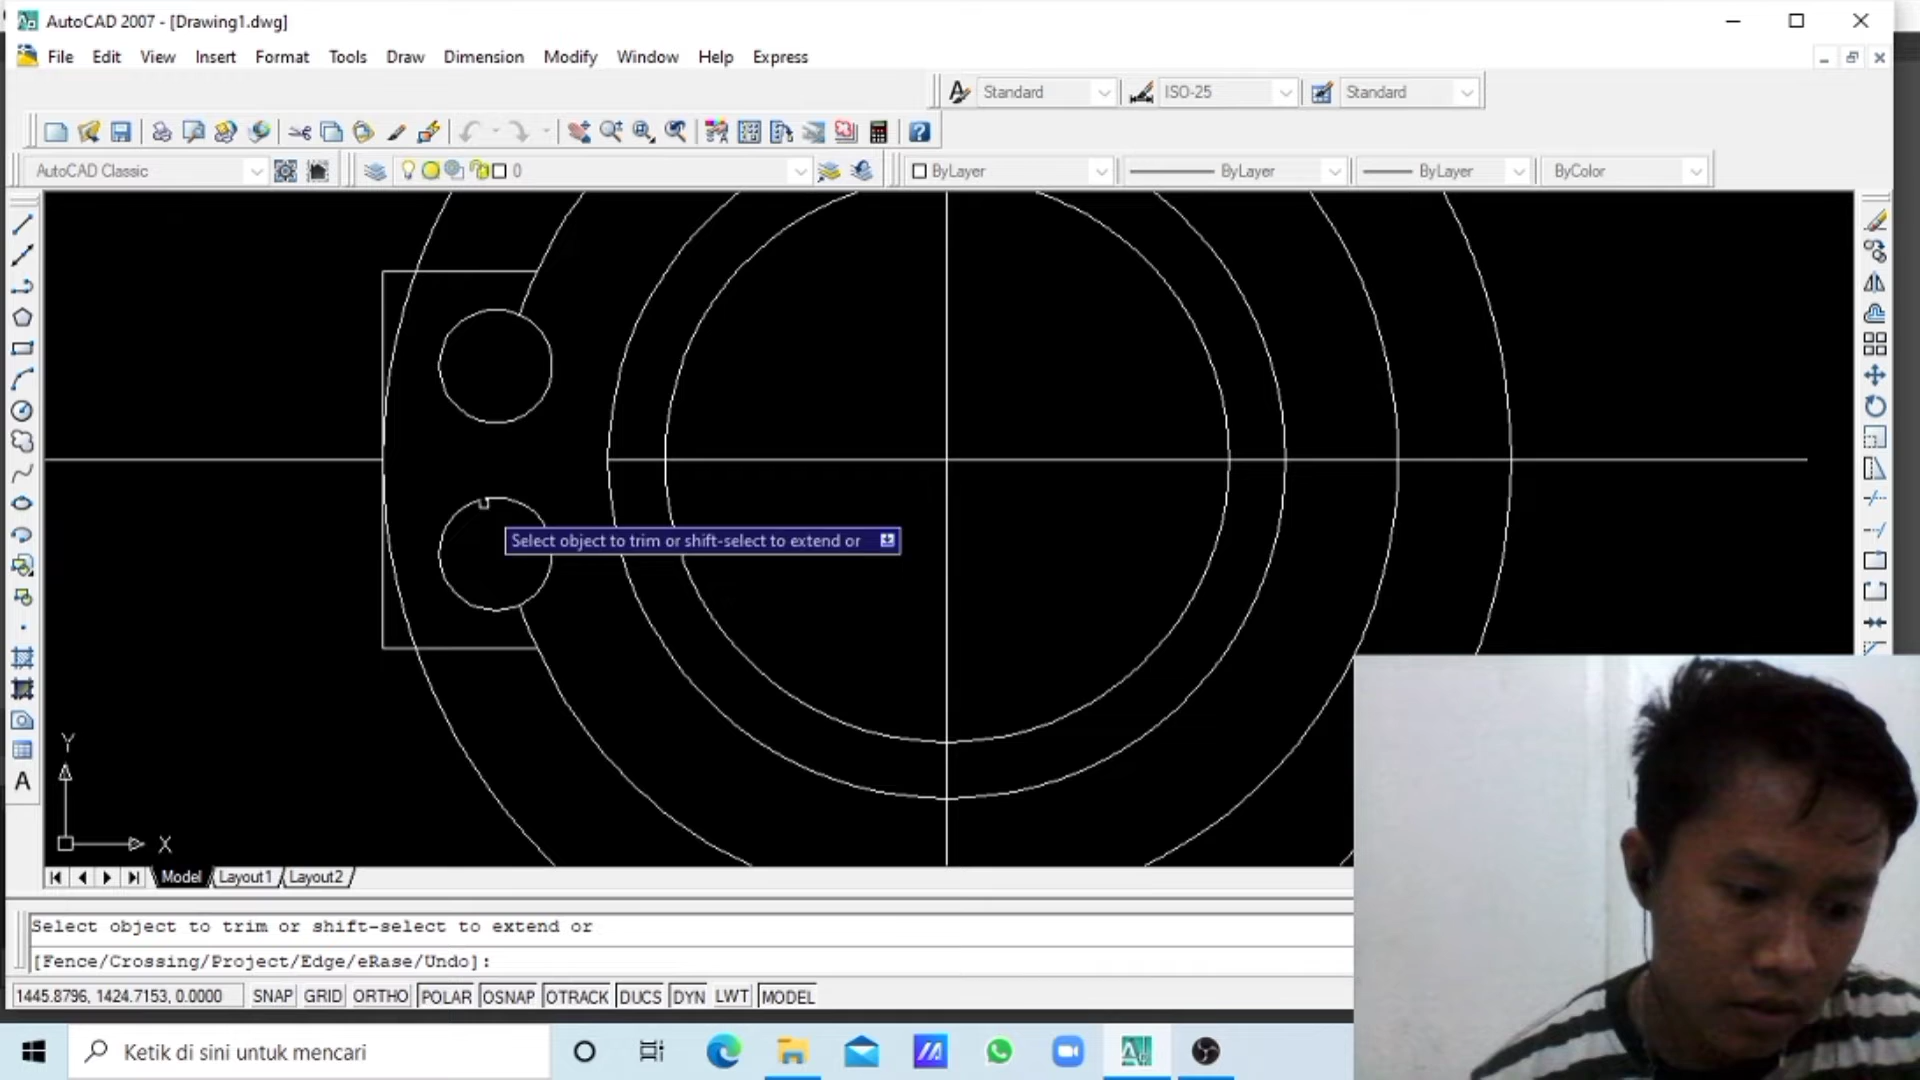 AutoCAD 2007 - [Drawing1.dwg]
File Edit View Insert Format Tools Draw Dimension Modify Window Help Express
Standard ISO-25 Standard
AutoCAD Classic 0 ByLayer ByLayer ByLayer ByColor
Select object to trim or shift-select to extend or
Y
X
A
Model Layout1 Layout2
Select object to trim or shift-select to extend or
[Fence/Crossing/Project/Edge/eRase/Undo]:
1445.8796, 1424.7153, 0.0000 SNAP GRID ORTHO POLAR OSNAP OTRACK DUCS DYN LWT MODEL
Ketik di sini untuk mencari